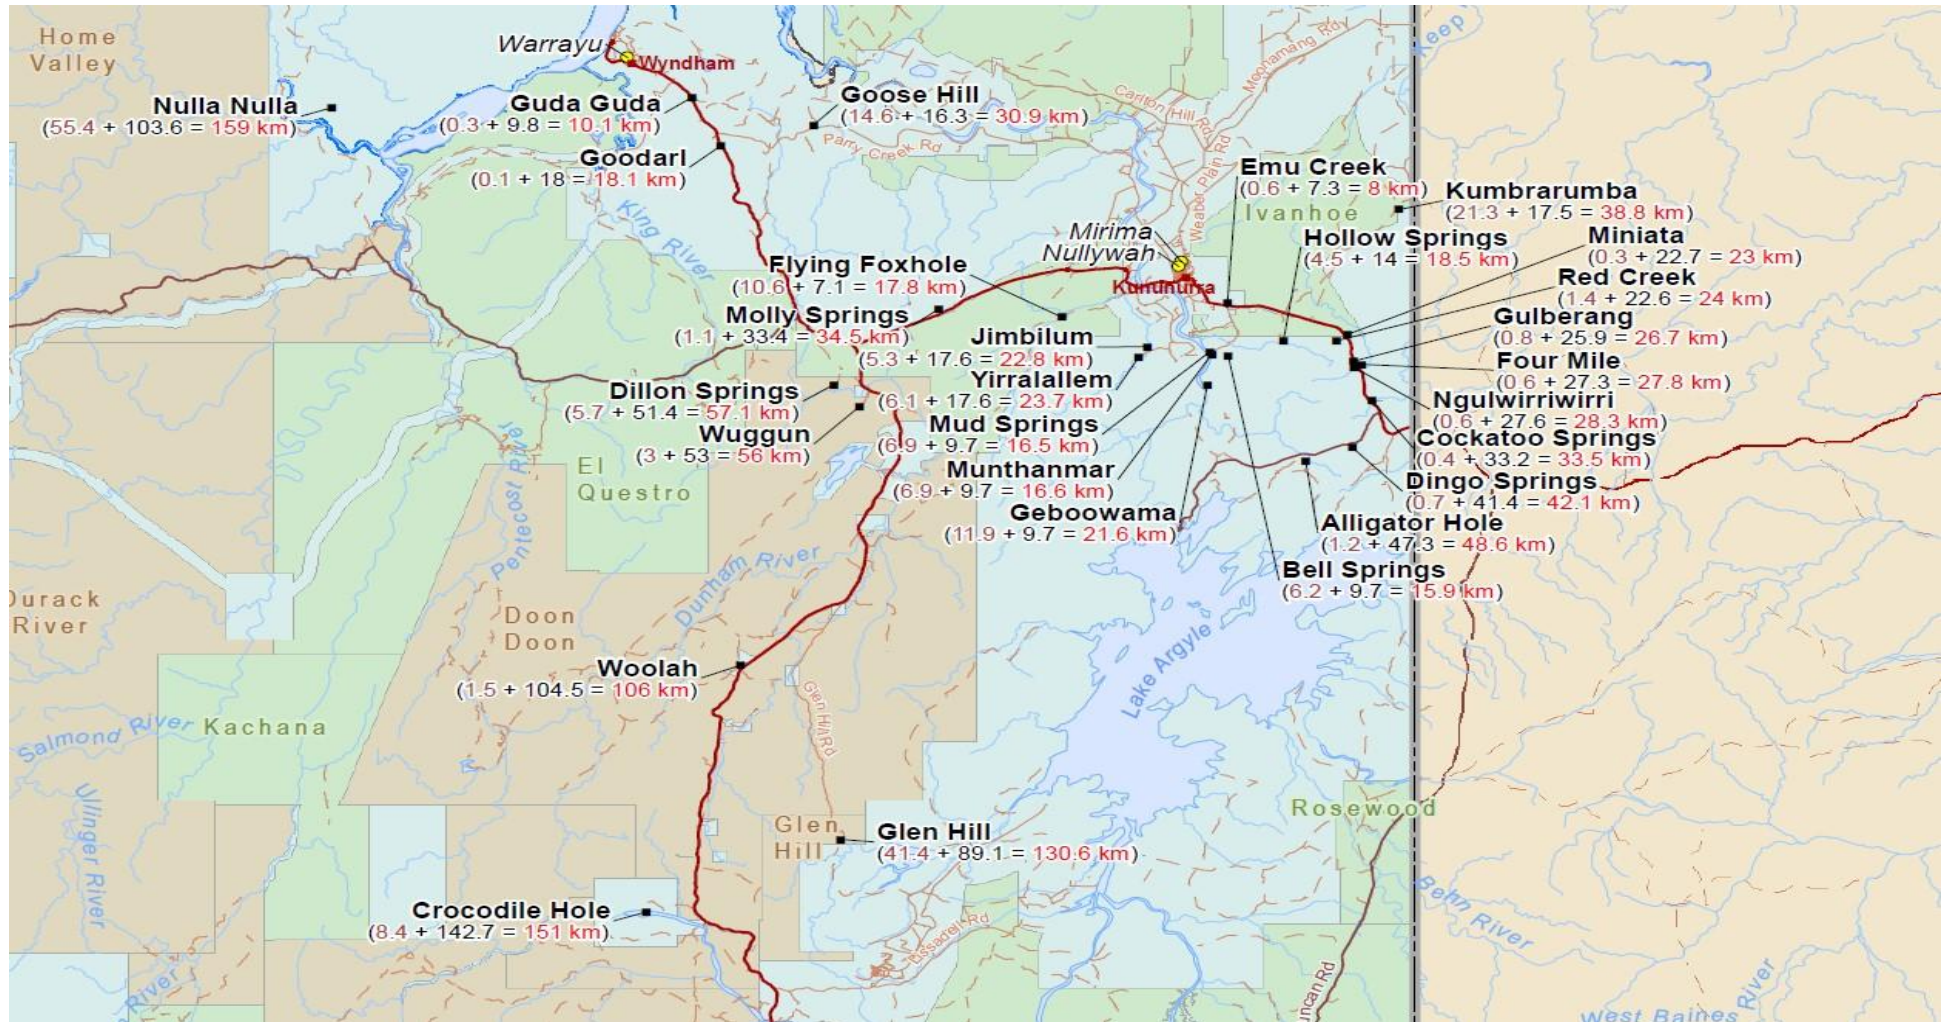 Home
Valley
Warrayu
Wyndham
Nulla Nulla
(55.4 + 103.6 = 159 km)
Guda Guda
(0.3 + 9.8 = 10.1 km)
Goose Hill
(14.6 + 16.3 = 30.9 km)
Goodarl
(0.1 + 18 = 18.1 km)
Parry Creek Rd
Carlton Hill Rd
Moonamang Rd
Weaber Plain Rd
Keep
King River
Emu Creek
(0.6 + 7.3 = 8 km)
Ivanhoe
Kumbrarumba
(21.3 + 17.5 = 38.8 km)
Mirima
Nullywah
Kununurra
Hollow Springs
(4.5 + 14 = 18.5 km)
Miniata
(0.3 + 22.7 = 23 km)
Flying Foxhole
(10.6 + 7.1 = 17.8 km)
Red Creek
(1.4 + 22.6 = 24 km)
Molly Springs
(1.1 + 33.4 = 34.5 km)
Gulberang
(0.8 + 25.9 = 26.7 km)
Jimbilum
(5.3 + 17.6 = 22.8 km)
Four Mile
(0.6 + 27.3 = 27.8 km)
Yirralallem
(6.1 + 17.6 = 23.7 km)
Dillon Springs
(5.7 + 51.4 = 57.1 km)
Ngulwirriwirri
(0.6 + 27.6 = 28.3 km)
Mud Springs
(6.9 + 9.7 = 16.5 km)
Wuggun
(3 + 53 = 56 km)
Cockatoo Springs
(0.4 + 33.2 = 33.5 km)
Munthanmar
(6.9 + 9.7 = 16.6 km)
Dingo Springs
(0.7 + 41.4 = 42.1 km)
El
Questro
Geboowama
(11.9 + 9.7 = 21.6 km)
Alligator Hole
(1.2 + 47.3 = 48.6 km)
Bell Springs
(6.2 + 9.7 = 15.9 km)
Pentecost River
Dunham River
Durack
River
Doon
Doon
Lake Argyle
Woolah
(1.5 + 104.5 = 106 km)
Glen Hill Rd
Salmond River
Kachana
Ullinger River
Rosewood
Glen
Hill
Glen Hill
(41.4 + 89.1 = 130.6 km)
Crocodile Hole
(8.4 + 142.7 = 151 km)
Lissadell Rd
Behn River
River
uncan Rd
West Baines River